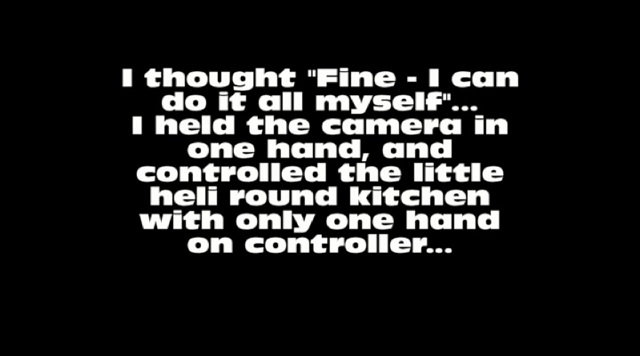 I thought "Fine - I can
do it all myself"...
I held the camera in
one hand, and
controlled the little
heli round kitchen
with only one hand
on controller...